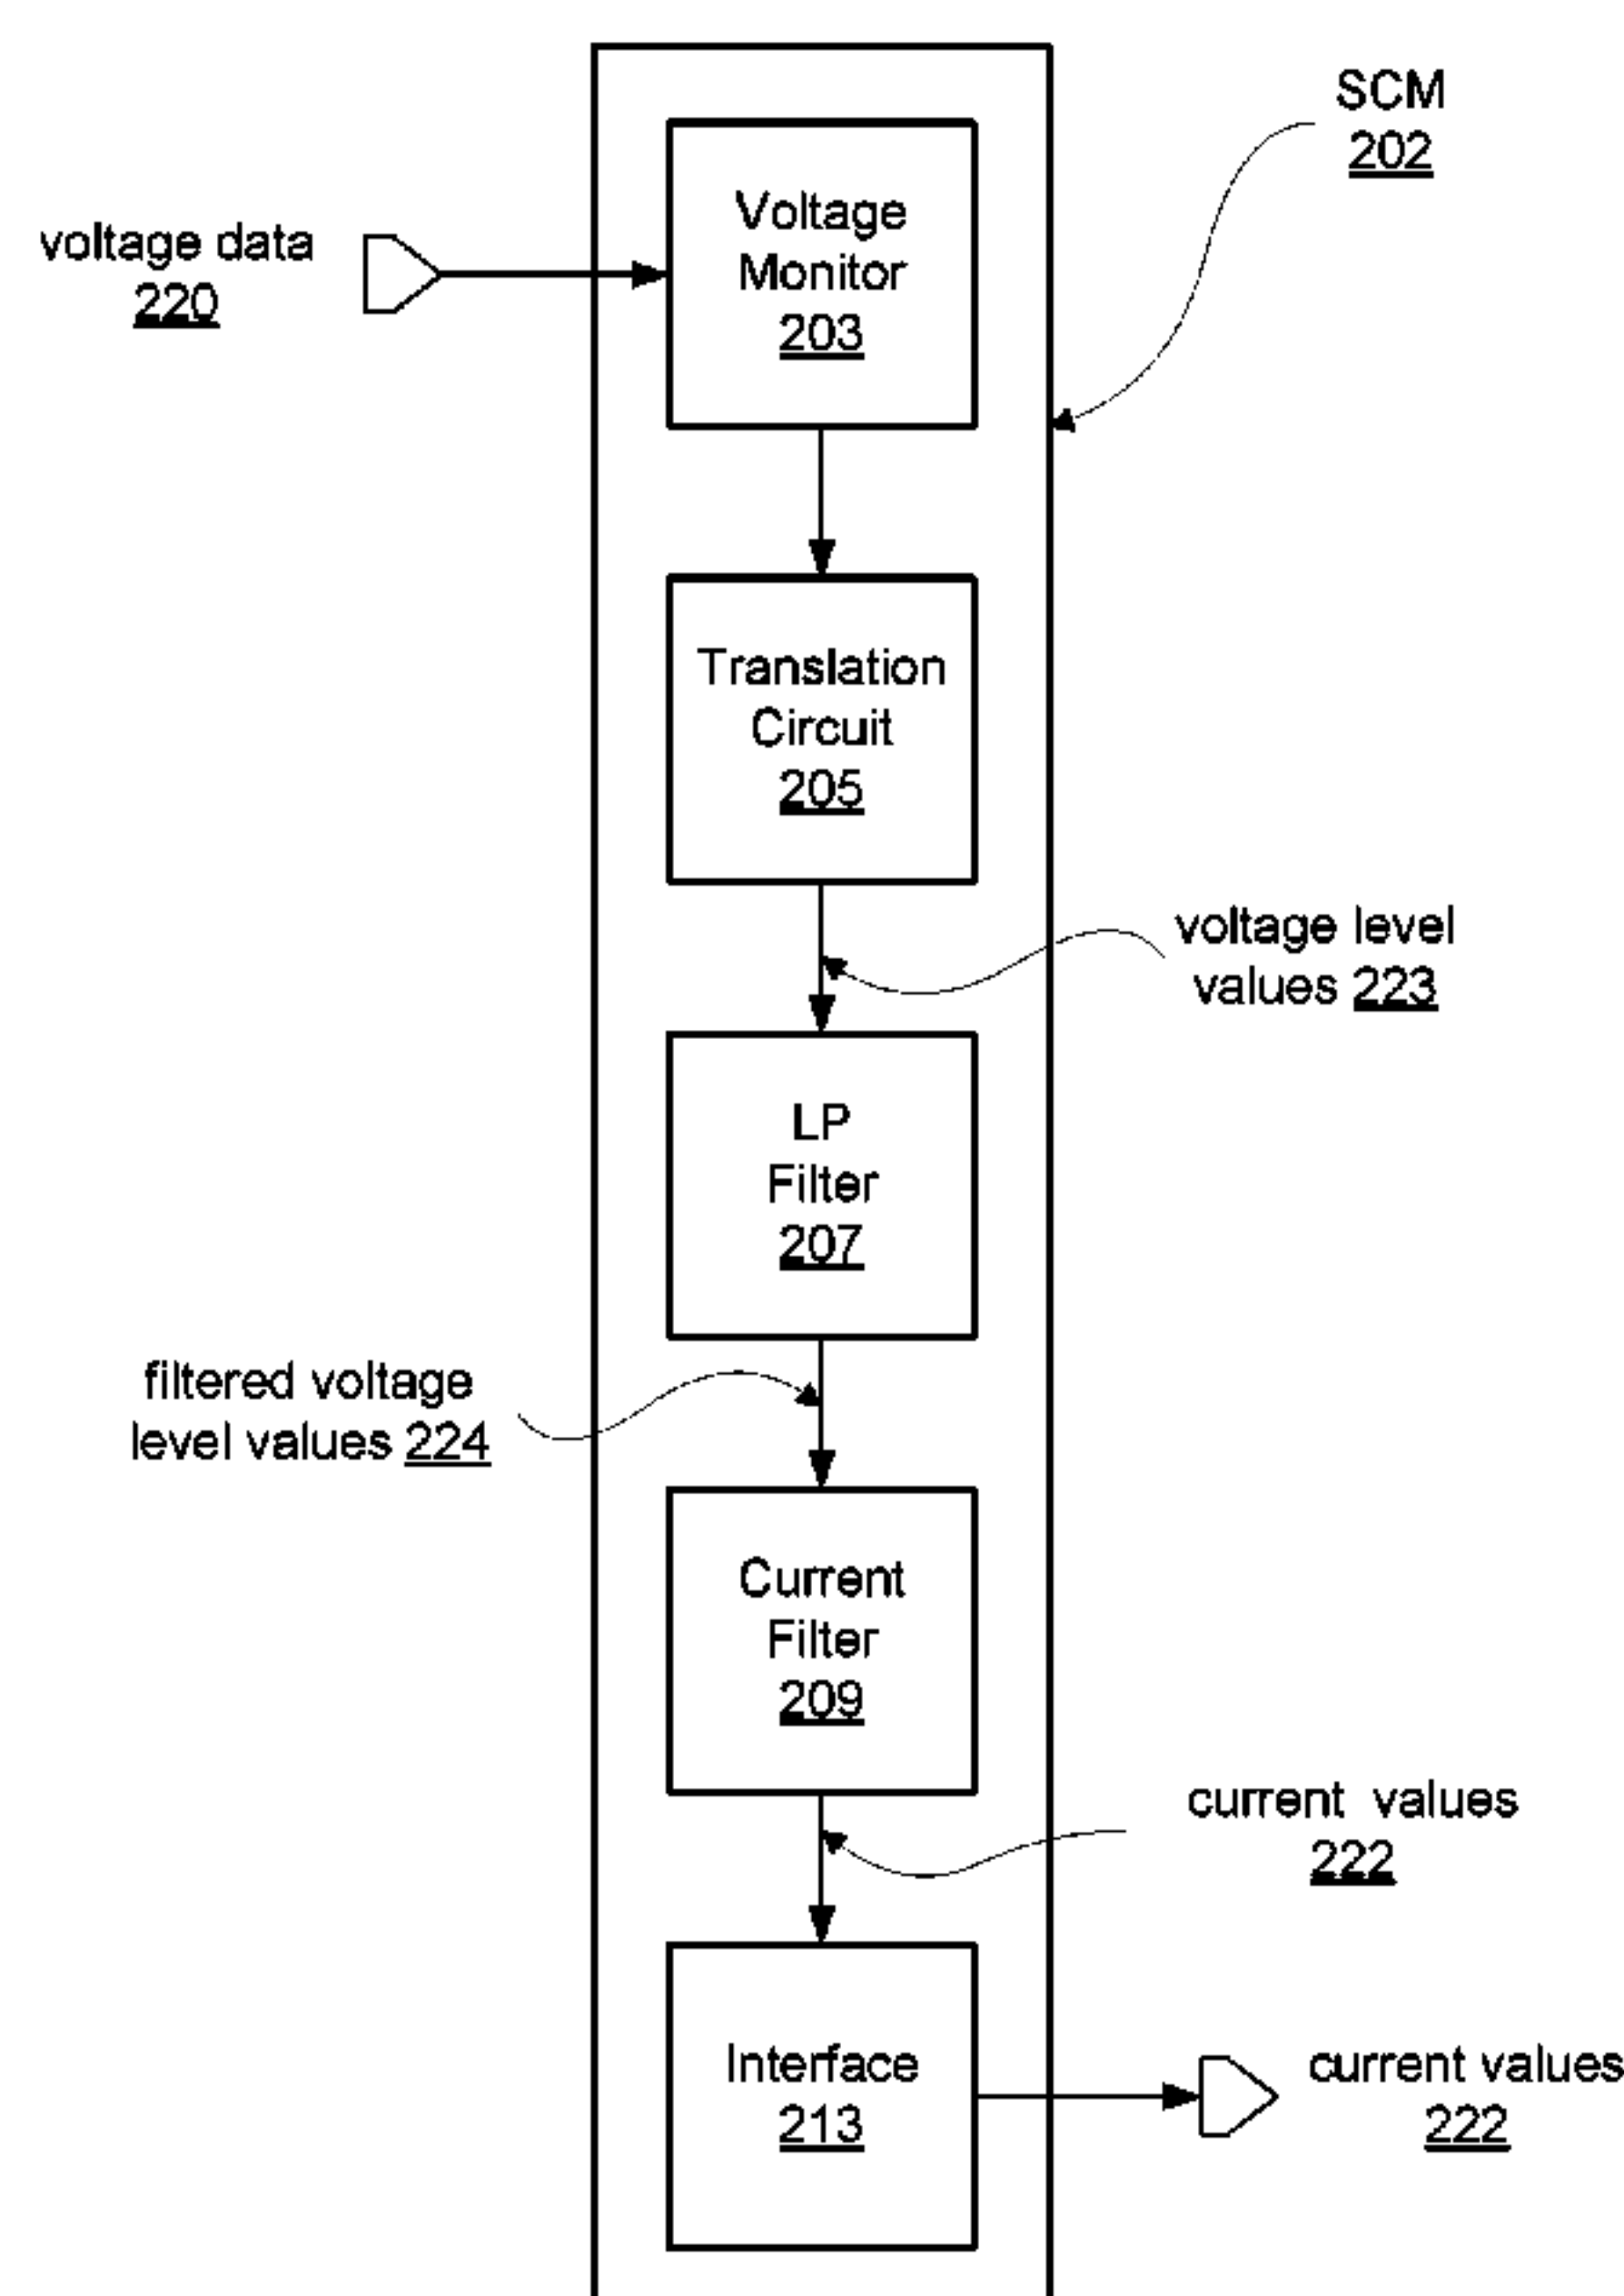 SCM
202
voltage data
220
Voltage
Monitor
203
Translation
Circuit
205
voltage level
values 223
LP
Filter
207
filtered voltage
level values 224
Current
Filter
209
current values
222
Interface
213
current values
222